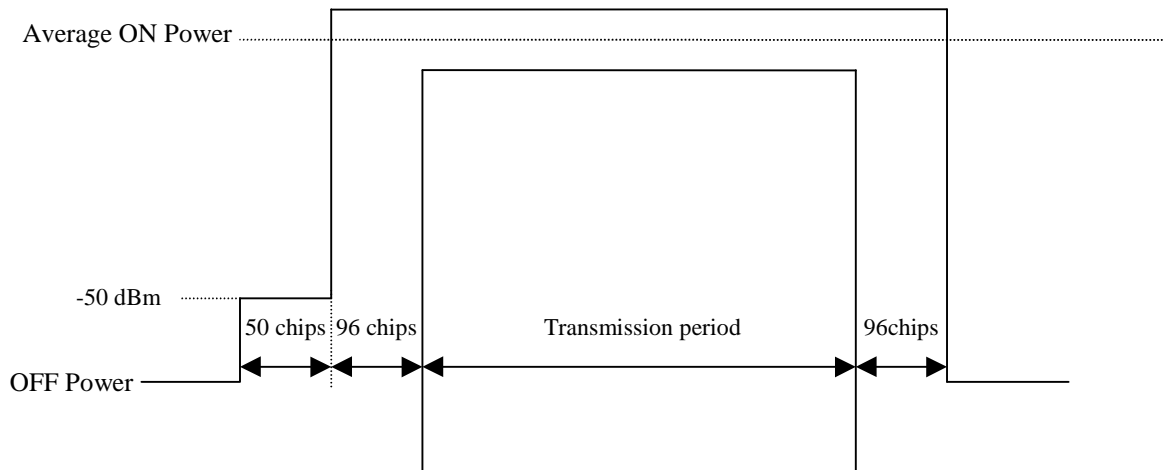 Average ON Power
-50 dBm
50 chips 96 chips Transmission period 96chips
OFF Power